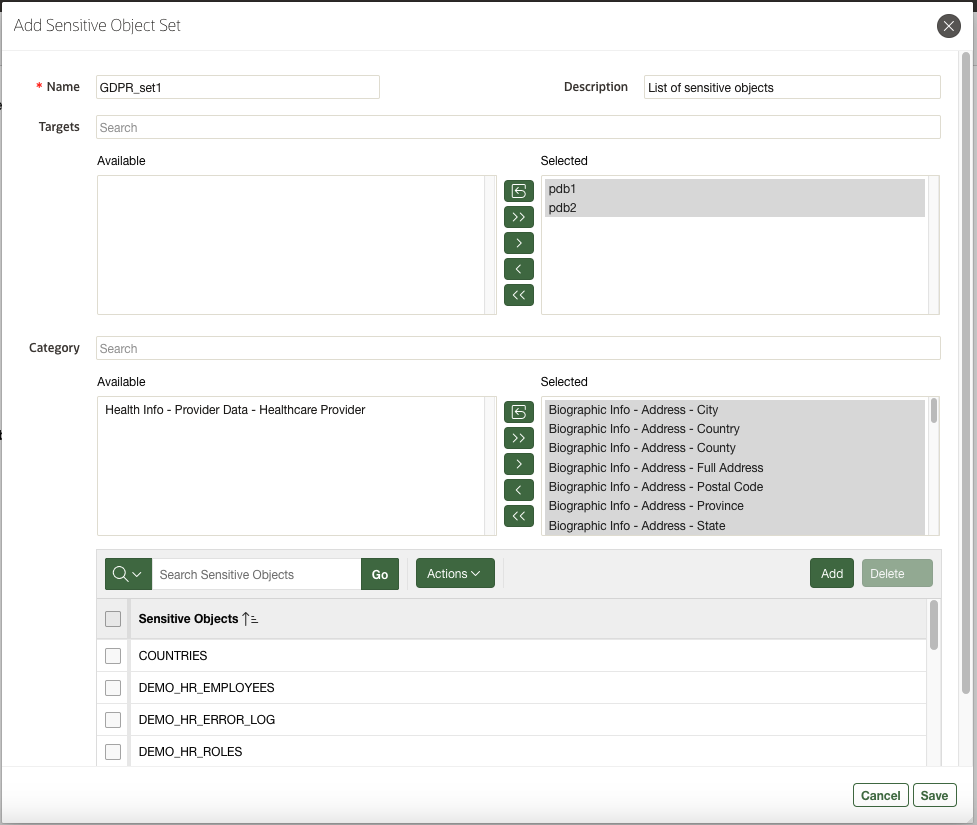 Add Sensitive Object Set
* Name GDPR_set1 Description List of sensitive objects
Targets Search
Available Selected
pdb1
pdb2
Category Search
Available Selected
Health Info - Provider Data - Healthcare Provider
Biographic Info - Address - City
Biographic Info - Address - Country
Biographic Info - Address - County
Biographic Info - Address - Full Address
Biographic Info - Address - Postal Code
Biographic Info - Address - Province
Biographic Info - Address - State
Search Sensitive Objects Go Actions Add Delete
Sensitive Objects
COUNTRIES
DEMO_HR_EMPLOYEES
DEMO_HR_ERROR_LOG
DEMO_HR_ROLES
Cancel Save